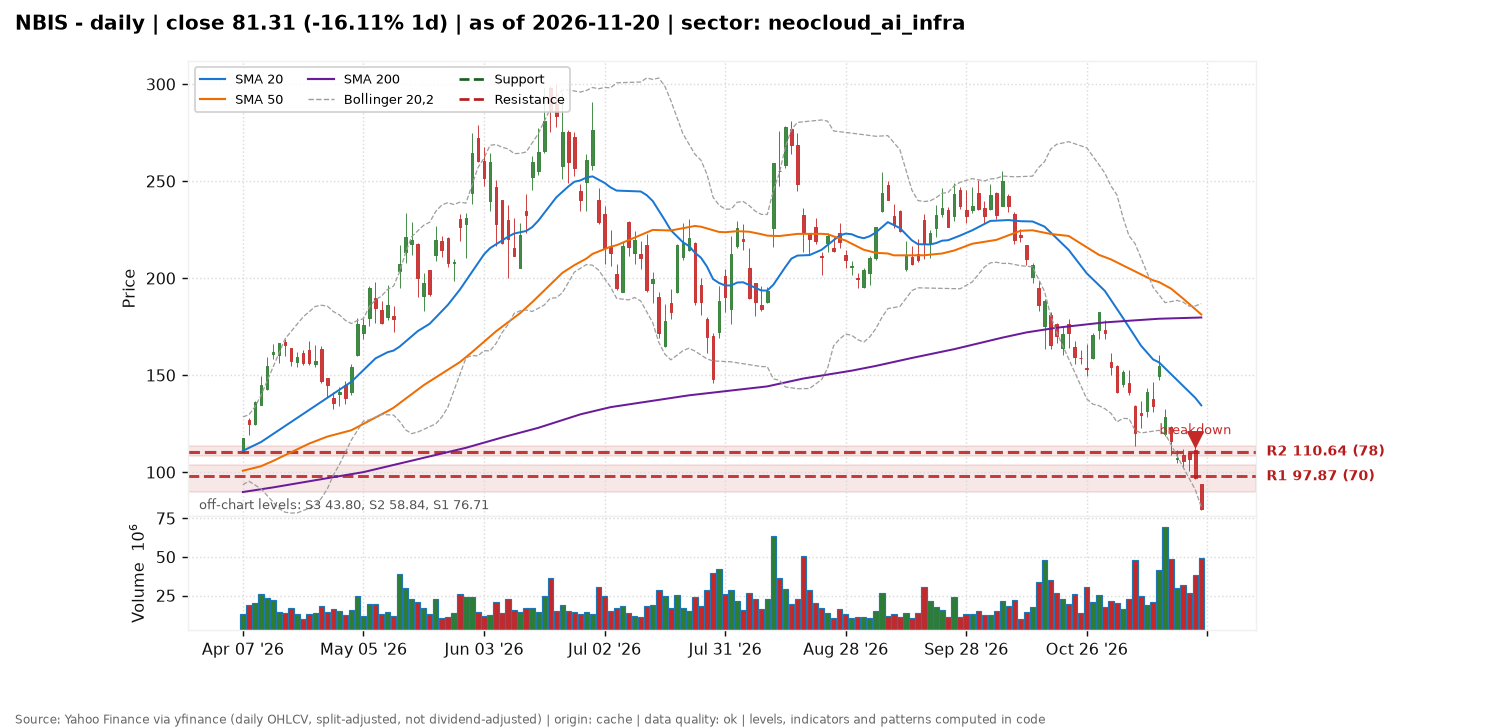 NBIS - daily | close 81.31 (-16.11% 1d) | as of 2026-11-20 | sector: neocloud_ai_infra
SMA 20
SMA 50
SMA 200
Bollinger 20,2
Support
Resistance
Price
300
250
200
150
100
breakdown
R2 110.64 (78)
R1 97.87 (70)
off-chart levels: S3 43.80, S2 58.84, S1 76.71
Volume 10⁶
75
50
25
Apr 07 '26 May 05 '26 Jun 03 '26 Jul 02 '26 Jul 31 '26 Aug 28 '26 Sep 28 '26 Oct 26 '26
Source: Yahoo Finance via yfinance (daily OHLCV, split-adjusted, not dividend-adjusted) | origin: cache | data quality: ok | levels, indicators and patterns computed in code